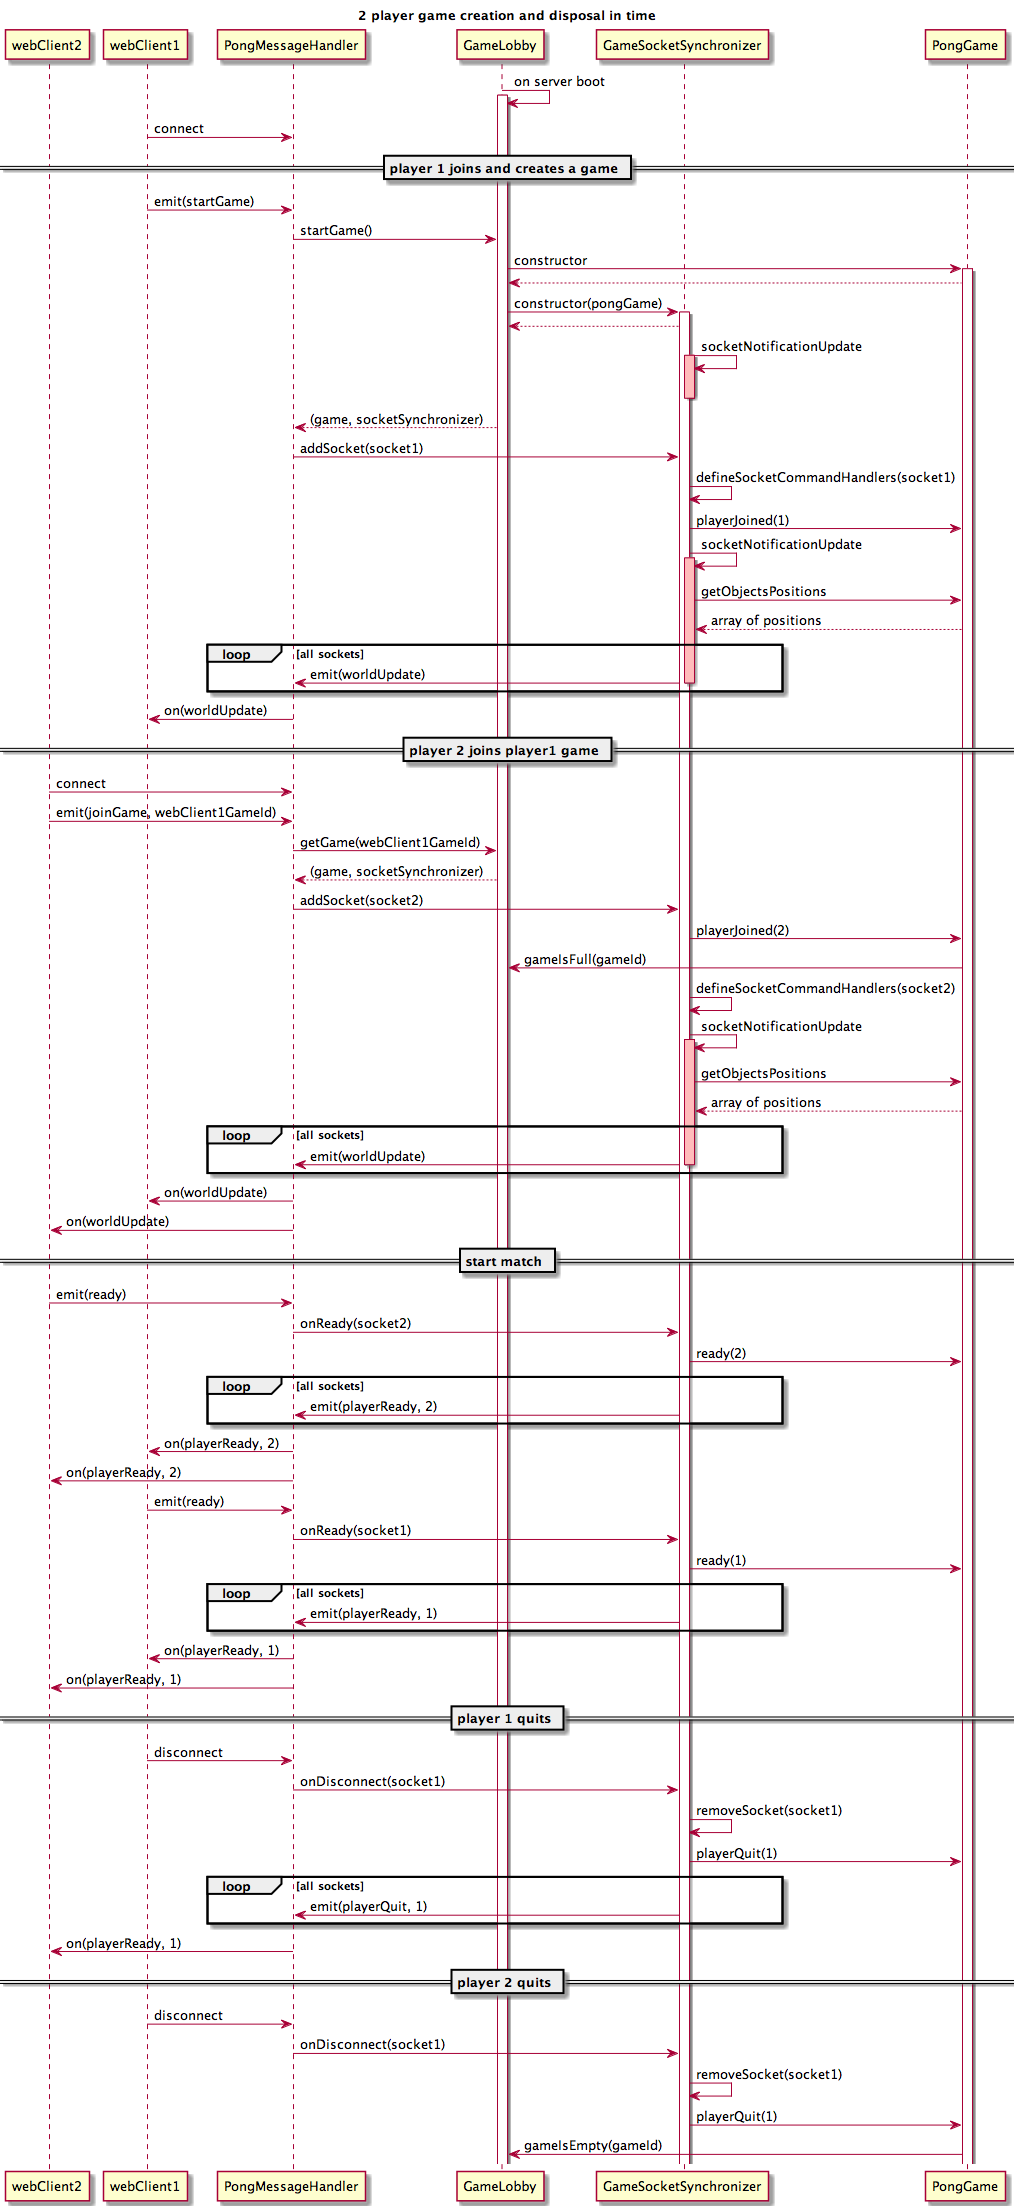 2 player game creation and disposal in time
webClient2
webClient1
PongMessageHandler
GameLobby
GameSocketSynchronizer
PongGame
on server boot
connect
player 1 joins and creates a game
emit(startGame)
startGame()
constructor
constructor(pongGame)
socketNotificationUpdate
(game, socketSynchronizer)
addSocket(socket1)
defineSocketCommandHandlers(socket1)
playerJoined(1)
socketNotificationUpdate
getObjectsPositions
array of positions
loop [all sockets]
emit(worldUpdate)
on(worldUpdate)
player 2 joins player1 game
connect
emit(joinGame, webClient1GameId)
getGame(webClient1GameId)
(game, socketSynchronizer)
addSocket(socket2)
playerJoined(2)
gameIsFull(gameId)
defineSocketCommandHandlers(socket2)
socketNotificationUpdate
getObjectsPositions
array of positions
loop [all sockets]
emit(worldUpdate)
on(worldUpdate)
on(worldUpdate)
start match
emit(ready)
onReady(socket2)
ready(2)
loop [all sockets]
emit(playerReady, 2)
on(playerReady, 2)
on(playerReady, 2)
emit(ready)
onReady(socket1)
ready(1)
loop [all sockets]
emit(playerReady, 1)
on(playerReady, 1)
on(playerReady, 1)
player 1 quits
disconnect
onDisconnect(socket1)
removeSocket(socket1)
playerQuit(1)
loop [all sockets]
emit(playerQuit, 1)
on(playerReady, 1)
player 2 quits
disconnect
onDisconnect(socket1)
removeSocket(socket1)
playerQuit(1)
gameIsEmpty(gameId)
webClient2
webClient1
PongMessageHandler
GameLobby
GameSocketSynchronizer
PongGame